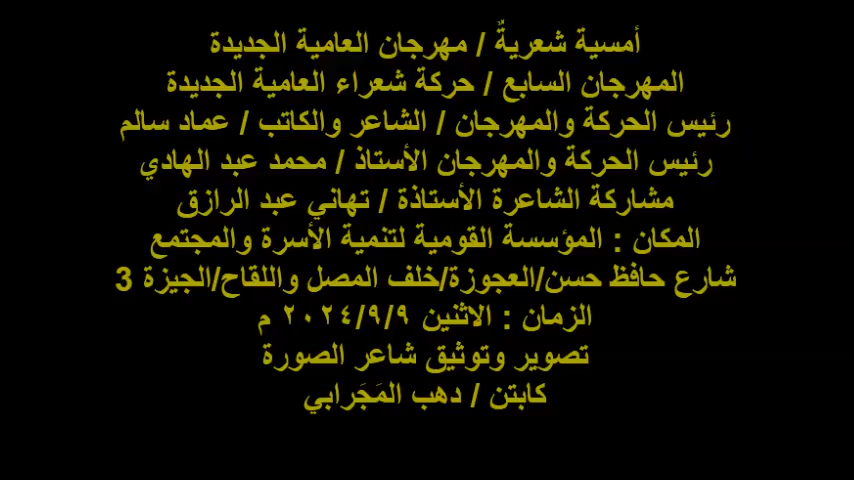 أمسية شعريةٌ / مهرجان العامية الجديدة
المهرجان السابع / حركة شعراء العامية الجديدة
رئيس الحركة والمهرجان / الشاعر والكاتب / عماد سالم
رئيس الحركة والمهرجان الأستاذ / محمد عبد الهادي
مشاركة الشاعرة الأستاذة / تهاني عبد الرازق
المكان : المؤسسة القومية لتنمية الأسرة والمجتمع
شارع حافظ حسن/العجوزة/خلف المصل واللقاح/الجيزة 3
الزمان : الاثنين ٢٠٢٤/٩/٩ م
تصوير وتوثيق شاعر الصورة
كابتن / دهب المَجَرابي